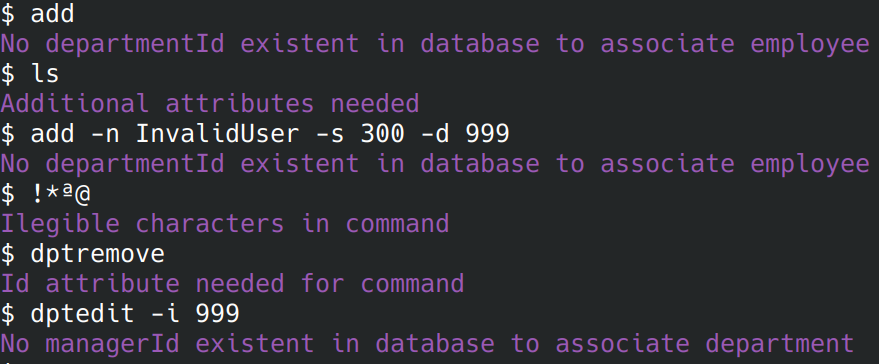 $ add
No departmentId existent in database to associate employee
$ ls
Additional attributes needed
$ add -n InvalidUser -s 300 -d 999
No departmentId existent in database to associate employee
$ !*ª@
Ilegible characters in command
$ dptremove
Id attribute needed for command
$ dptedit -i 999
No managerId existent in database to associate department